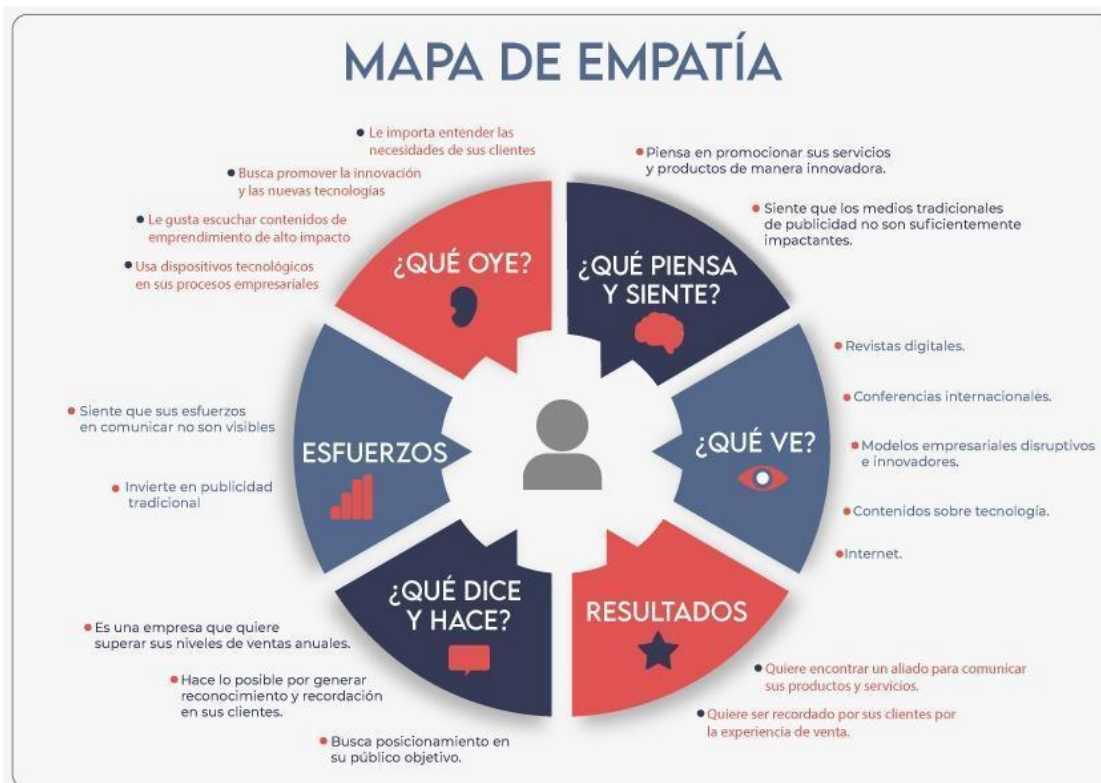 MAPA DE EMPATÍA
Le importa entender las
necesidades de sus clientes
Busca promover la innovación
y las nuevas tecnologías
Le gusta escuchar contenidos de
emprendimiento de alto impacto
Usa dispositivos tecnológicos
en sus procesos empresariales
¿QUÉ OYE?
Piensa en promocionar sus servicios
y productos de manera innovadora.
Siente que los medios tradicionales
de publicidad no son suficientemente
impactantes.
¿QUÉ PIENSA
Y SIENTE?
Siente que sus esfuerzos
en comunicar no son visibles
Invierte en publicidad
tradicional
ESFUERZOS
¿QUÉ VE?
Revistas digitales.
Conferencias internacionales.
Modelos empresariales disruptivos
e innovadores.
Contenidos sobre tecnología.
Internet.
¿QUÉ DICE
Y HACE?
Es una empresa que quiere
superar sus niveles de ventas anuales.
Hace lo posible por generar
reconocimiento y recordación
en sus clientes.
Busca posicionamiento en
su público objetivo.
RESULTADOS
Quiere encontrar un aliado para comunicar
sus productos y servicios.
Quiere ser recordado por sus clientes por
la experiencia de venta.